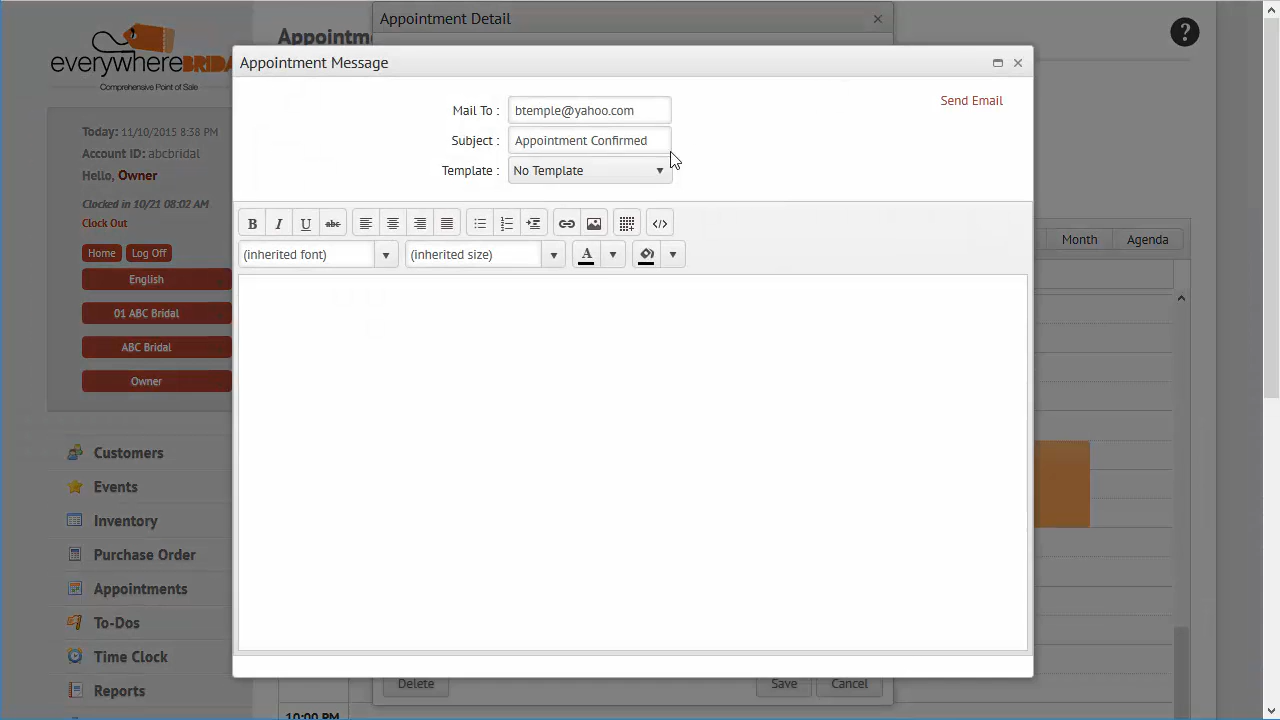 Appointment Detail
Appointm
?
everywhereBRIDA
Comprehensive Point of Sale
Appointment Message
Mail To : btemple@yahoo.com
Send Email
Subject : Appointment Confirmed
Template : No Template
Today: 11/10/2015 8:38 PM
Account ID: abcbridal
Hello, Owner
Clocked in 10/21 08:02 AM
Clock Out
Home Log Off
English
01 ABC Bridal
ABC Bridal
Owner
B I U abc
(inherited font) (inherited size) A
Month Agenda
Customers
Events
Inventory
Purchase Order
Appointments
To-Dos
Time Clock
Reports
Delete Save Cancel
10:00 PM